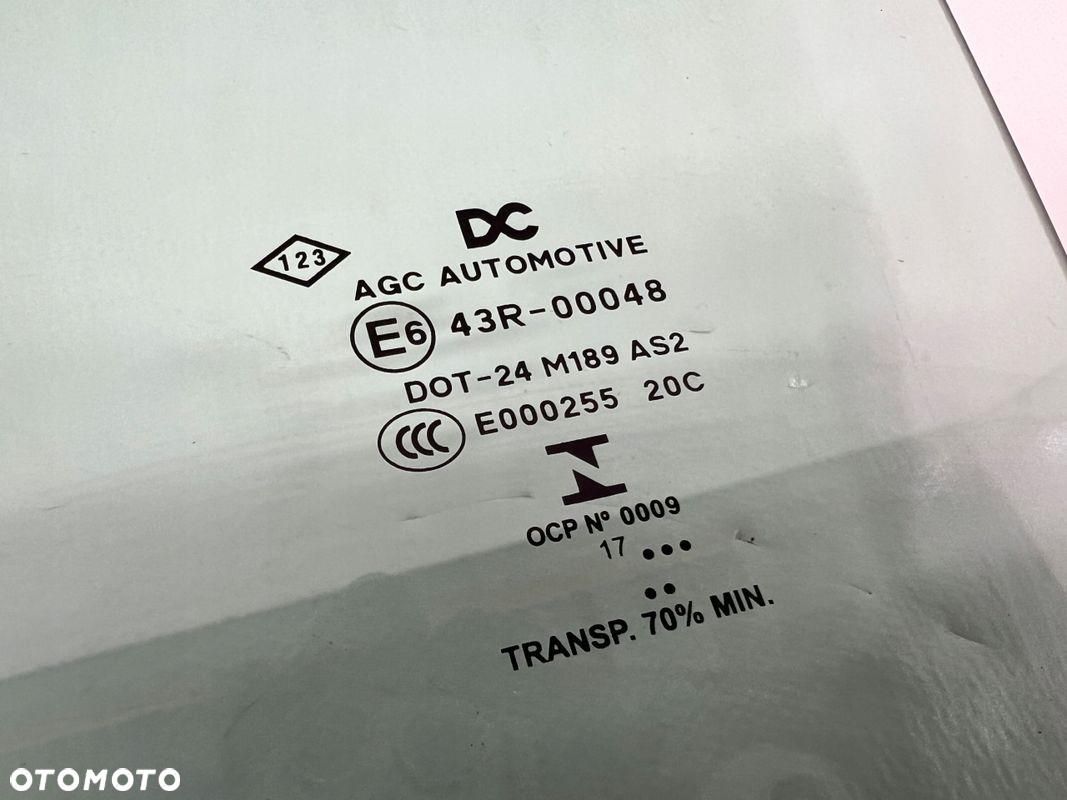 DC
123
AGC AUTOMOTIVE
E6 43R-00048
DOT-24 M189 AS2
CCC E000255 20C
OCP Nº 0009
17
TRANSP. 70% MIN.
OTOMOTO